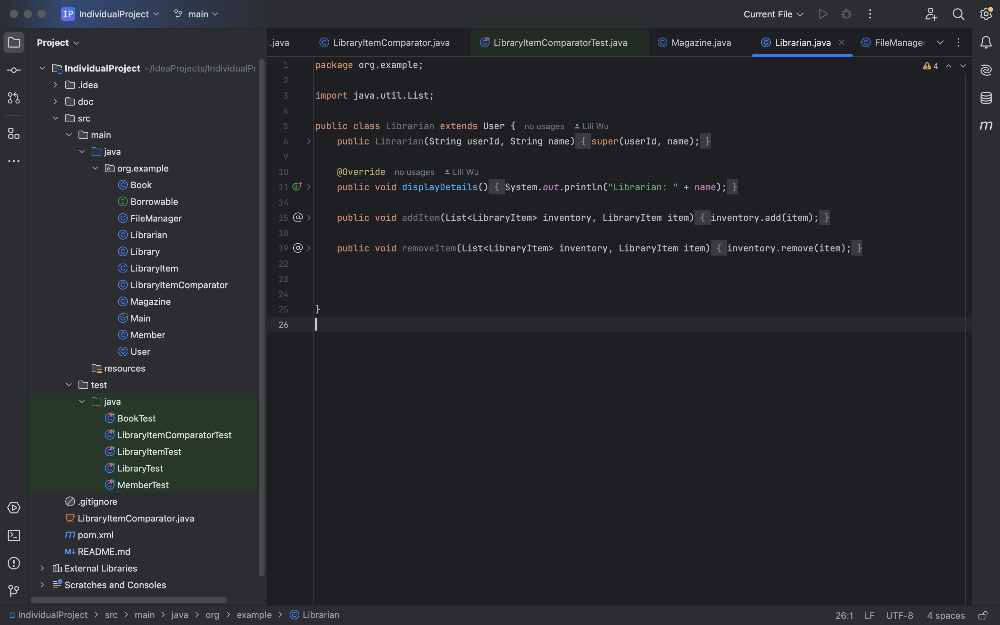 IP IndividualProject main Current File
Project
.java LibraryItemComparator.java LibraryItemComparatorTest.java Magazine.java Librarian.java FileManager
IndividualProject ~/IdeaProjects/IndividualPr
.idea
doc
src
main
java
org.example
Book
Borrowable
FileManager
Librarian
Library
LibraryItem
LibraryItemComparator
Magazine
Main
Member
User
resources
test
java
BookTest
LibraryItemComparatorTest
LibraryItemTest
LibraryTest
MemberTest
.gitignore
LibraryItemComparator.java
pom.xml
README.md
External Libraries
Scratches and Consoles
4
1 package org.example;
2
3 import java.util.List;
4
5 public class Librarian extends User { no usages Lili Wu
6 public Librarian(String userId, String name) { super(userId, name); }
9
10 @Override no usages Lili Wu
11 public void displayDetails() { System.out.println("Librarian: " + name); }
14
15 public void addItem(List<LibraryItem> inventory, LibraryItem item) { inventory.add(item); }
18
19 public void removeItem(List<LibraryItem> inventory, LibraryItem item) { inventory.remove(item); }
22
23
24
25 }
26
IndividualProject > src > main > java > org > example > Librarian
26:1 LF UTF-8 4 spaces